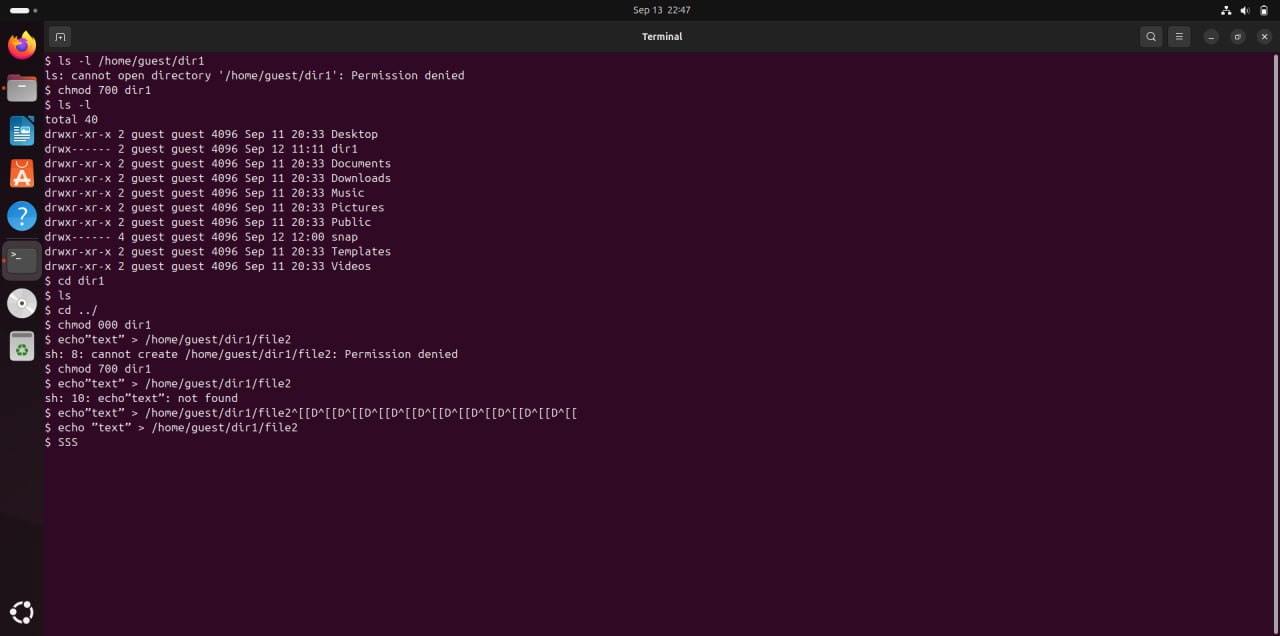 Sep 13 22:47
Terminal
$ ls -l /home/guest/dir1
ls: cannot open directory '/home/guest/dir1': Permission denied
$ chmod 700 dir1
$ ls -l
total 40
drwxr-xr-x 2 guest guest 4096 Sep 11 20:33 Desktop
drwx------ 2 guest guest 4096 Sep 12 11:11 dir1
drwxr-xr-x 2 guest guest 4096 Sep 11 20:33 Documents
drwxr-xr-x 2 guest guest 4096 Sep 11 20:33 Downloads
drwxr-xr-x 2 guest guest 4096 Sep 11 20:33 Music
drwxr-xr-x 2 guest guest 4096 Sep 11 20:33 Pictures
drwxr-xr-x 2 guest guest 4096 Sep 11 20:33 Public
drwx------ 4 guest guest 4096 Sep 12 12:00 snap
drwxr-xr-x 2 guest guest 4096 Sep 11 20:33 Templates
drwxr-xr-x 2 guest guest 4096 Sep 11 20:33 Videos
$ cd dir1
$ ls
$ cd ../
$ chmod 000 dir1
$ echo”text” > /home/guest/dir1/file2
sh: 8: cannot create /home/guest/dir1/file2: Permission denied
$ chmod 700 dir1
$ echo”text” > /home/guest/dir1/file2
sh: 10: echo”text”: not found
$ echo”text” > /home/guest/dir1/file2^[[D^[[D^[[D^[[D^[[D^[[D^[[D^[[D^[[D^[[D^[[
$ echo ”text” > /home/guest/dir1/file2
$ SSS